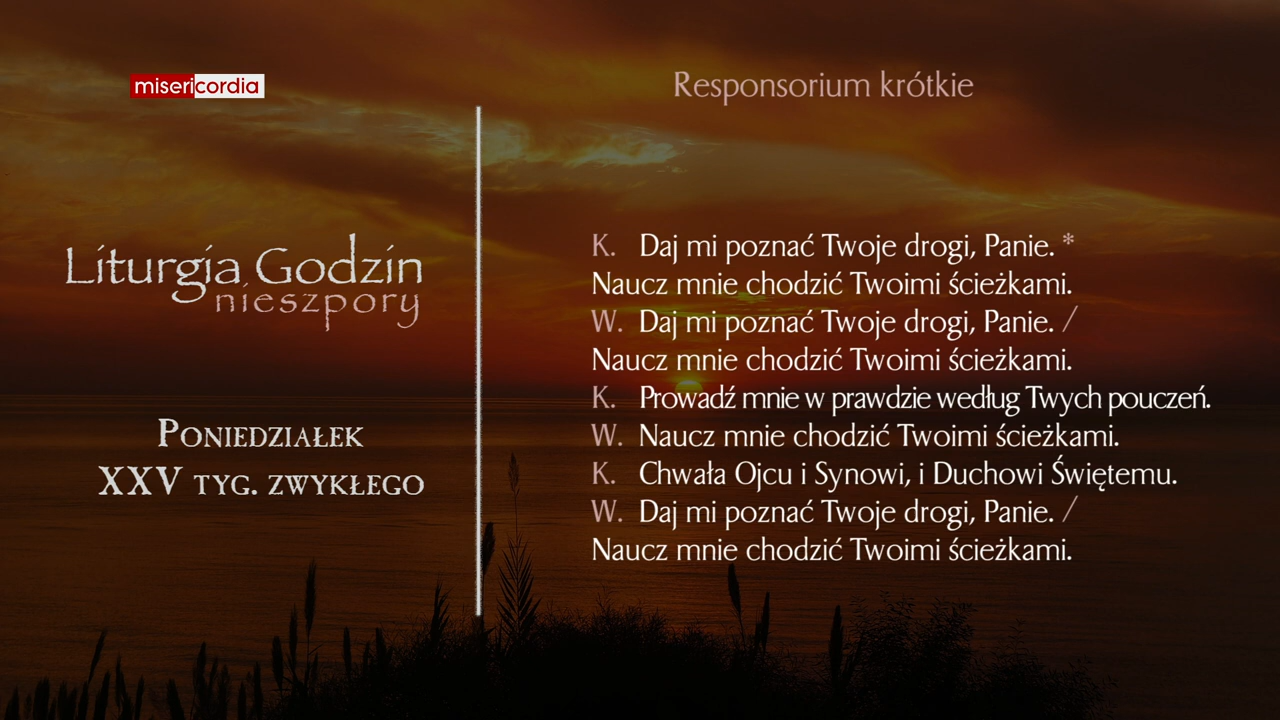 misericordia
Responsorium krótkie
Liturgia Godzin
nieszpory
Poniedziałek
XXV tyg. zwykłego
K. Daj mi poznać Twoje drogi, Panie. *
Naucz mnie chodzić Twoimi ścieżkami.
W. Daj mi poznać Twoje drogi, Panie. /
Naucz mnie chodzić Twoimi ścieżkami.
K. Prowadź mnie w prawdzie według Twych pouczeń.
W. Naucz mnie chodzić Twoimi ścieżkami.
K. Chwała Ojcu i Synowi, i Duchowi Świętemu.
W. Daj mi poznać Twoje drogi, Panie. /
Naucz mnie chodzić Twoimi ścieżkami.